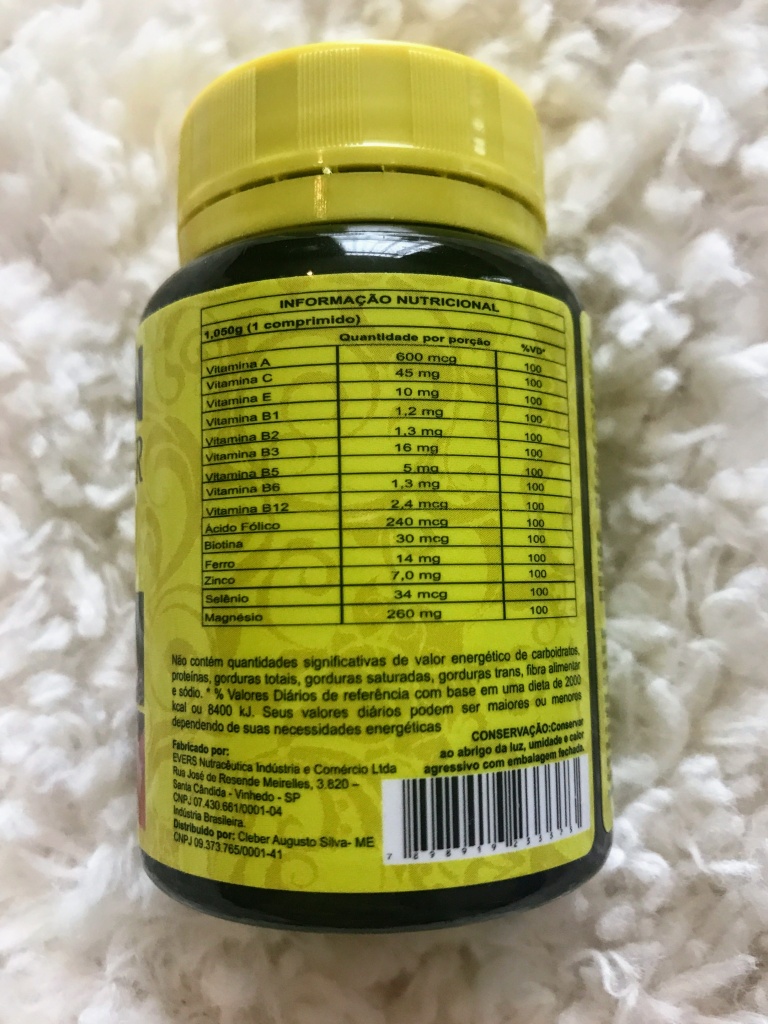 INFORMAÇÃO NUTRICIONAL
1,050g (1 comprimido)
Quantidade por porção %VD*
Vitamina A 600 mcg 100
Vitamina C 45 mg 100
Vitamina E 10 mg 100
Vitamina B1 1,2 mg 100
Vitamina B2 1,3 mg 100
Vitamina B3 16 mg 100
Vitamina B5 5 mg 100
Vitamina B6 1,3 mg 100
Vitamina B12 2,4 mcg 100
Ácido Fólico 240 mcg 100
Biotina 30 mcg 100
Ferro 14 mg 100
Zinco 7,0 mg 100
Selênio 34 mcg 100
Magnésio 260 mg 100
Não contém quantidades significativas de valor energético de carboidratos,
proteínas, gorduras totais, gorduras saturadas, gorduras trans, fibra alimentar
e sódio. * % Valores Diários de referência com base em uma dieta de 2000
kcal ou 8400 kJ. Seus valores diários podem ser maiores ou menores
dependendo de suas necessidades energéticas
CONSERVAÇÃO:Conservar
ao abrigo da luz, umidade e calor
agressivo com embalagem fechada.
Fabricado por:
EVERS Nutracêutica Indústria e Comércio Ltda
Rua José de Resende Meirelles, 3.820 –
Santa Cândida - Vinhedo - SP
CNPJ 07.430.661/0001-04
Indústria Brasileira.
Distribuido por: Cleber Augusto Silva- ME
CNPJ 09.373.765/0001-41